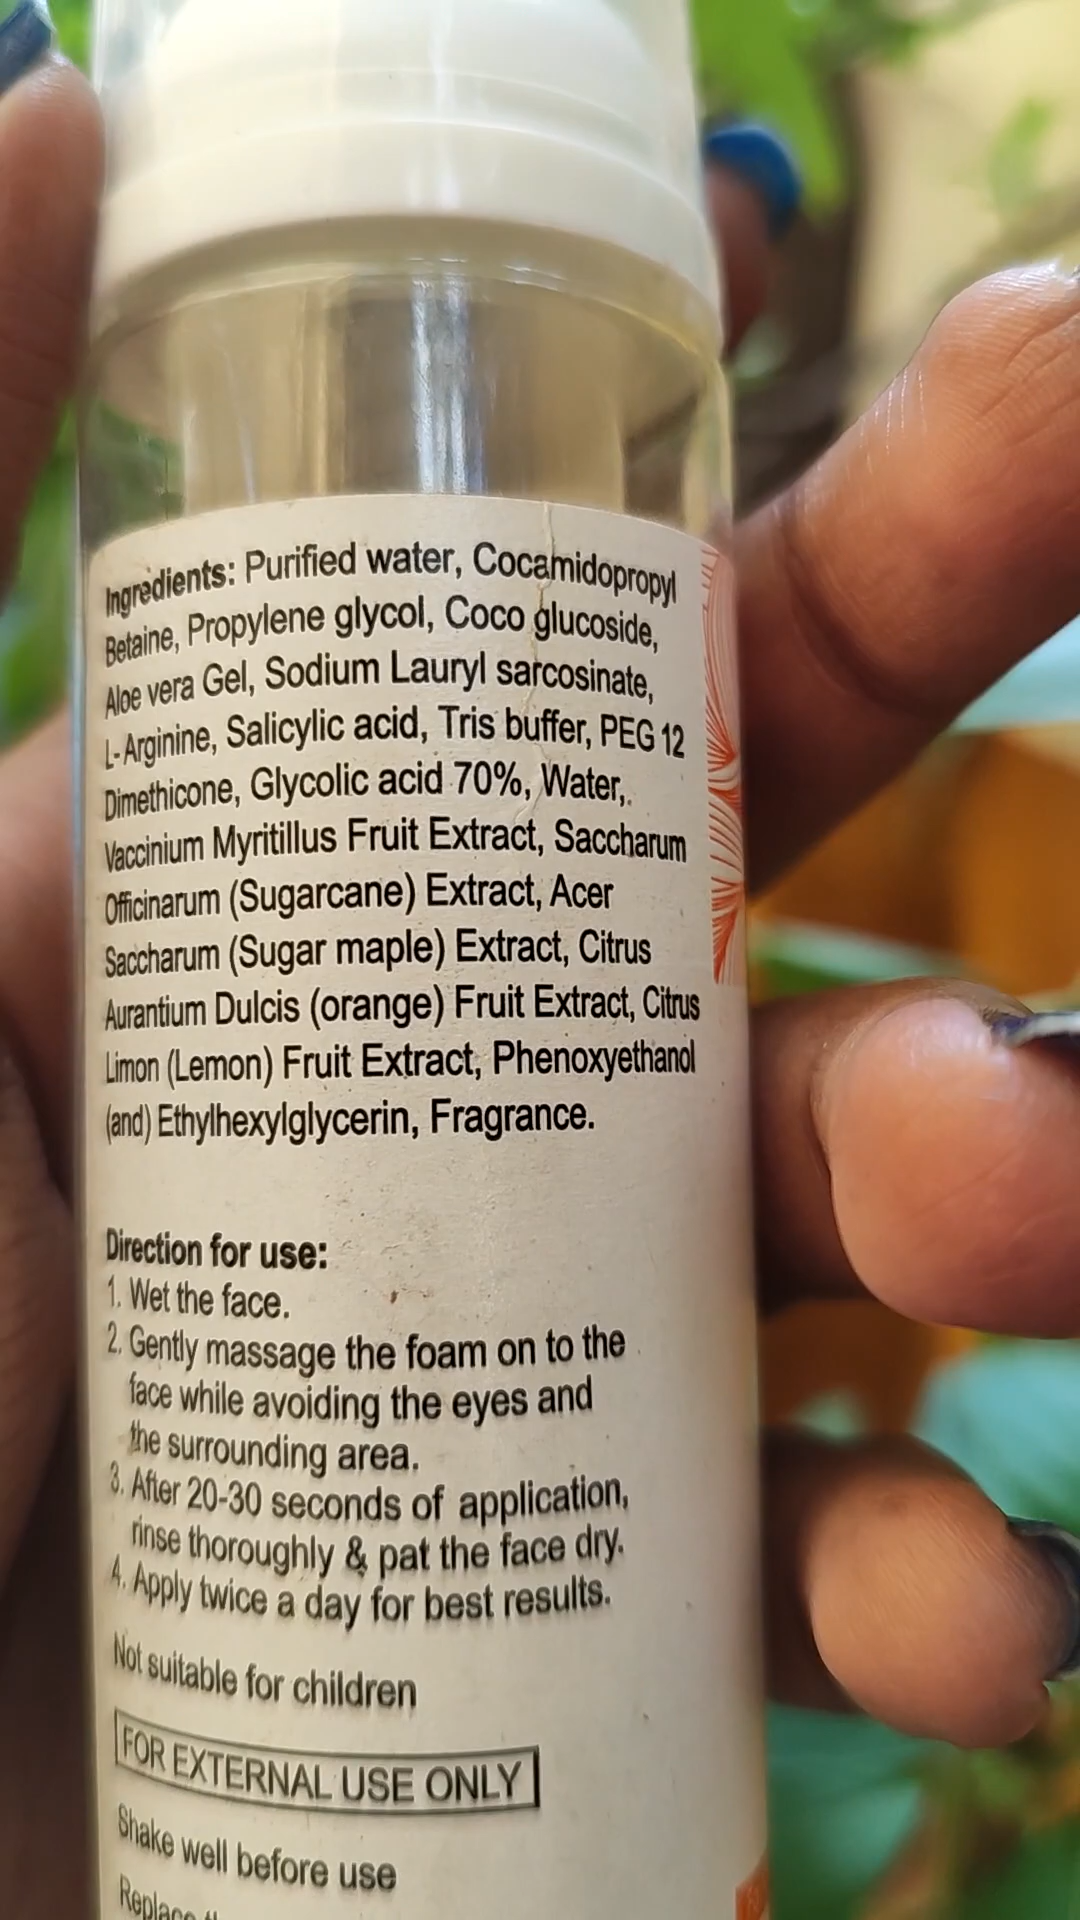 Ingredients: Purified water, Cocamidopropyl
Betaine, Propylene glycol, Coco glucoside,
Aloe vera Gel, Sodium Lauryl sarcosinate,
L-Arginine, Salicylic acid, Tris buffer, PEG 12
Dimethicone, Glycolic acid 70%, Water,.
Vaccinium Myritillus Fruit Extract, Saccharum
Officinarum (Sugarcane) Extract, Acer
Saccharum (Sugar maple) Extract, Citrus
Aurantium Dulcis (orange) Fruit Extract, Citrus
Limon (Lemon) Fruit Extract, Phenoxyethanol
(and) Ethylhexylglycerin, Fragrance.
Direction for use:
1. Wet the face.
2. Gently massage the foam on to the
face while avoiding the eyes and
the surrounding area.
3. After 20-30 seconds of application,
rinse thoroughly & pat the face dry.
4. Apply twice a day for best results.
Not suitable for children
FOR EXTERNAL USE ONLY
Shake well before use
Replace